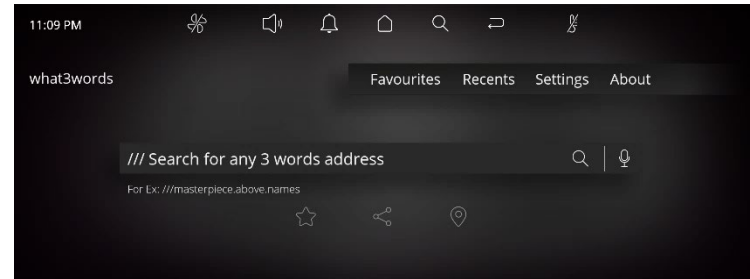 11:09 PM
what3words
Favourites Recents Settings About
/// Search for any 3 words address
For Ex: ///masterpiece.above.names